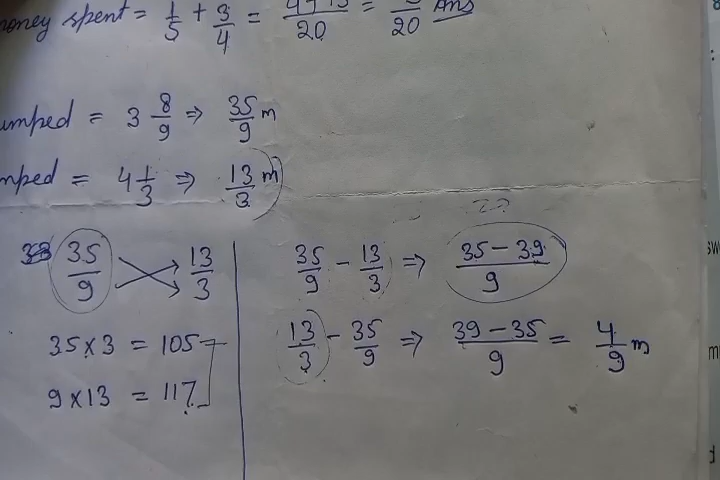 money spent = 1/5 + 3/4 = /20 = /20 Ans
umped = 3 8/9 ⇒ 35/9 m
mped = 4 1/3 ⇒ 13/3 m
35/9 13/3
35 × 3 = 105
9 × 13 = 117
35/9 - 13/3 ⇒ 35 - 39/9
13/3 - 35/9 ⇒ 39 - 35/9 = 4/9 m